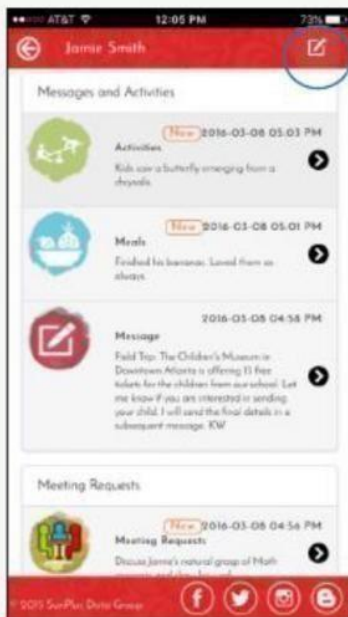 AT&T 12:05 PM 73%
Jamie Smith
Messages and Activities
New 2016-03-08 05:03 PM
Activities
Kids saw a butterfly emerging from a
chrysalis.
New 2016-03-08 05:01 PM
Meals
Finished his bananas. Loved them as
always.
2016-03-08 04:58 PM
Message
Field Trip: The Children's Museum in
Downtown Atlanta is offering 15 free
tickets for the children from our school. Let
me know if you are interested in sending
your child. I will send the final details in a
subsequent message. KW
Meeting Requests
New 2016-03-08 04:56 PM
Meeting Requests
Discuss Jamie's natural grasp of Math
© 2015 SunPlus Data Group